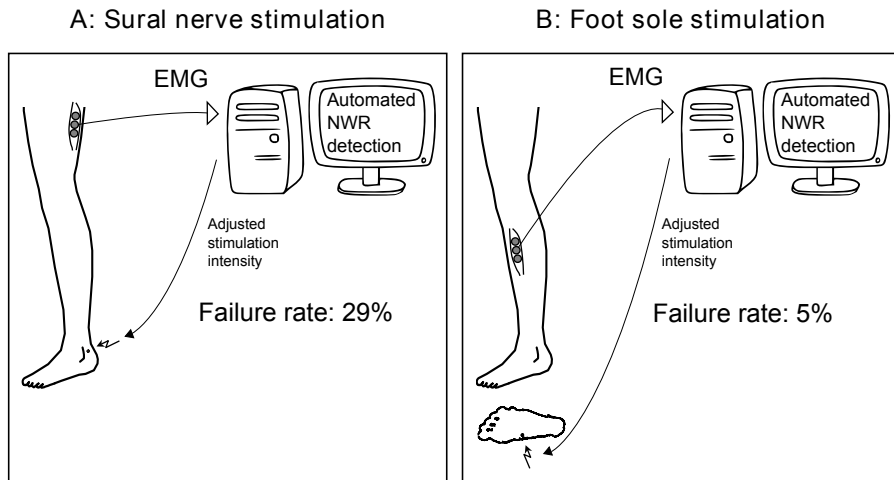 A: Sural nerve stimulation
EMG
Automated
NWR
detection
Adjusted
stimulation
intensity
Failure rate: 29%
B: Foot sole stimulation
EMG
Automated
NWR
detection
Adjusted
stimulation
intensity
Failure rate: 5%